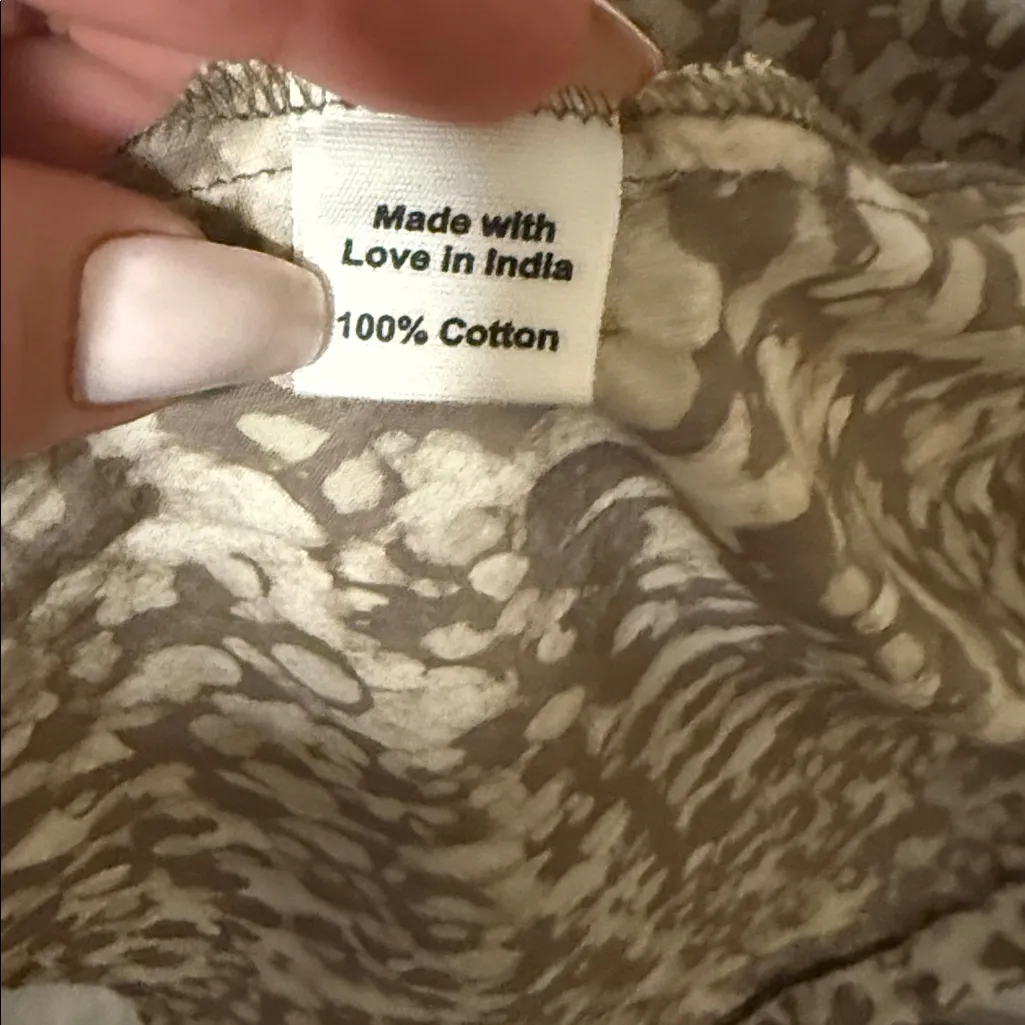 Made with
Love in India
100% Cotton